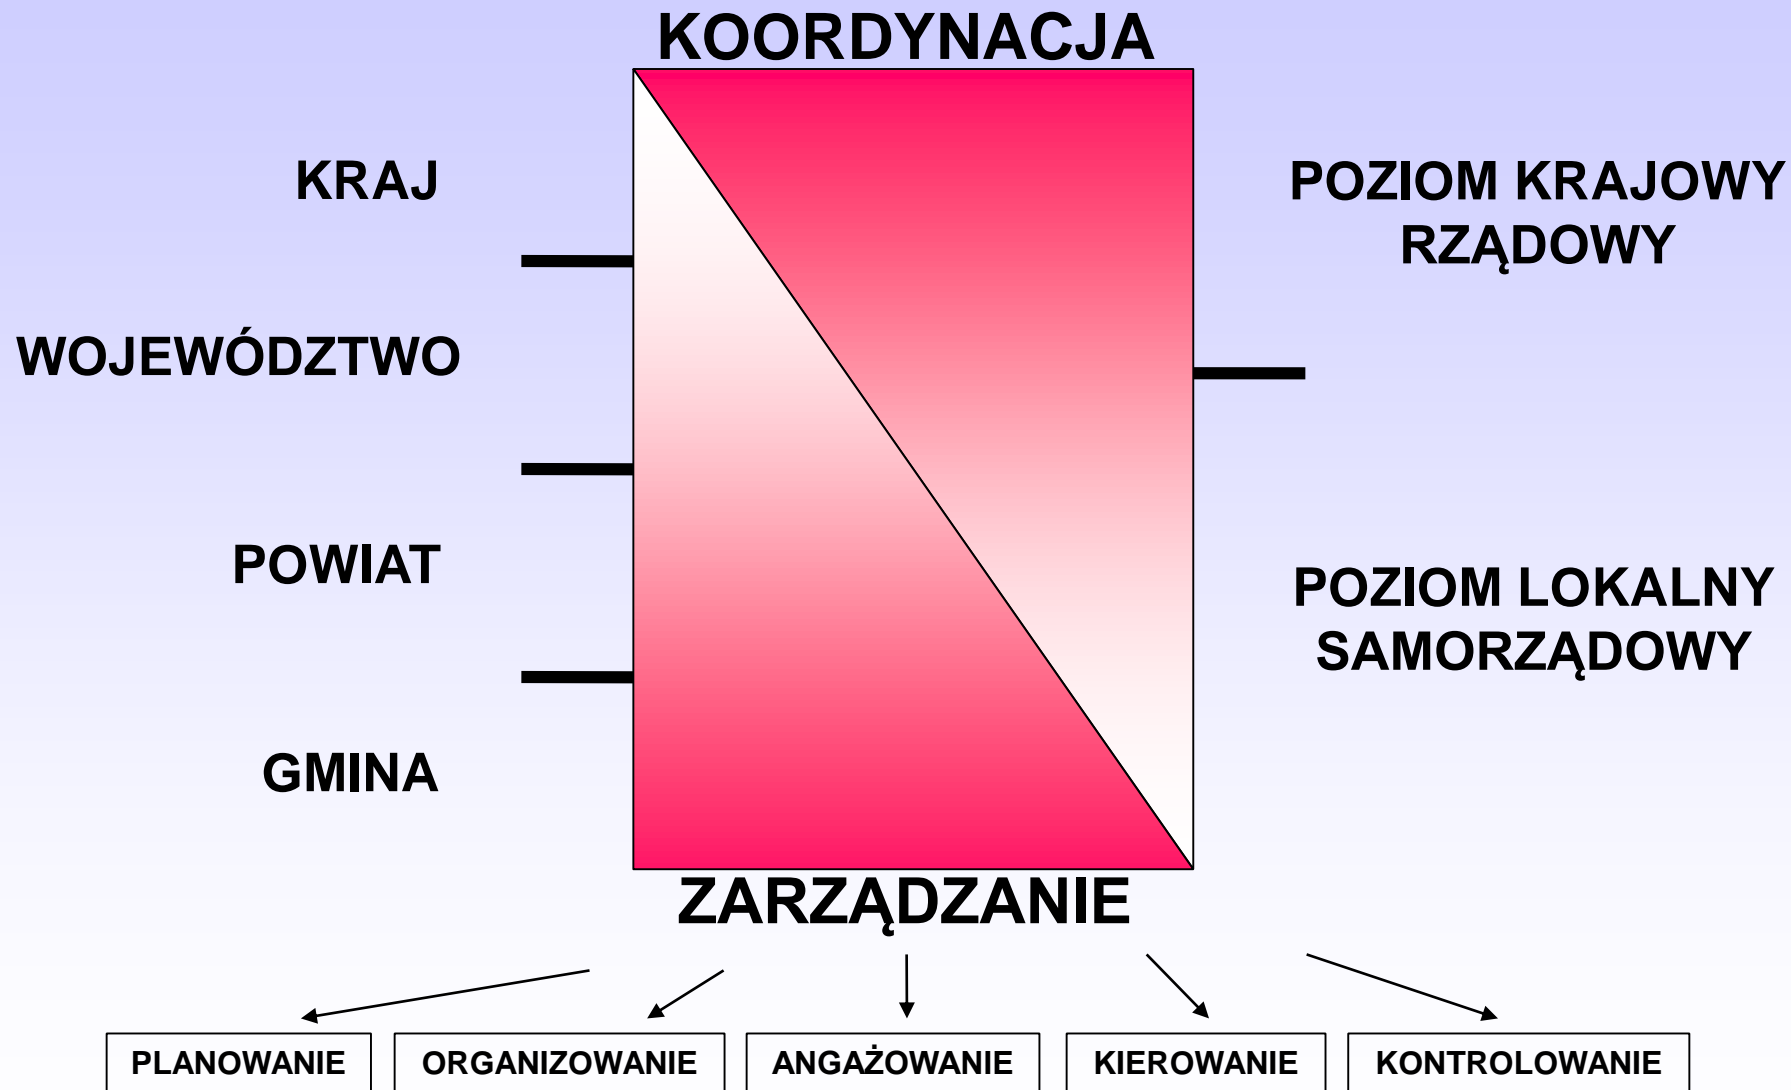 KOORDYNACJA
KRAJ
WOJEWÓDZTWO
POWIAT
GMINA
POZIOM KRAJOWY
RZĄDOWY
POZIOM LOKALNY
SAMORZĄDOWY
ZARZĄDZANIE
PLANOWANIE
ORGANIZOWANIE
ANGAŻOWANIE
KIEROWANIE
KONTROLOWANIE